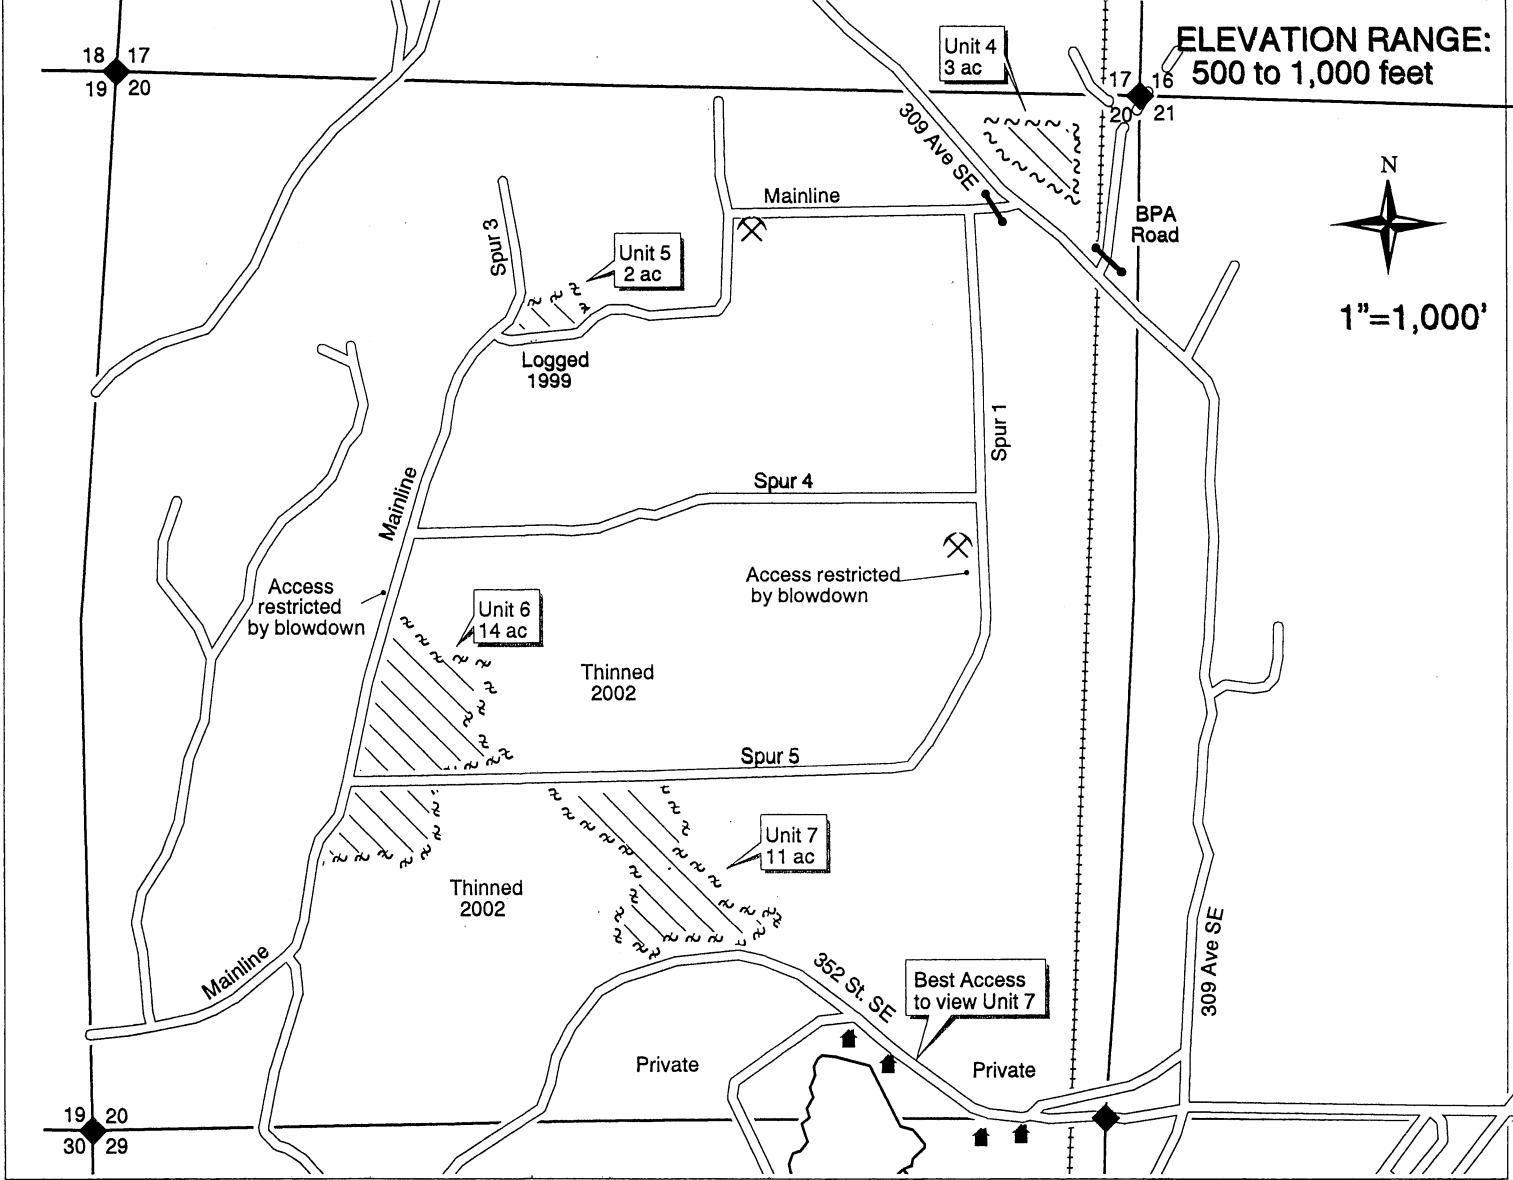 ELEVATION RANGE:
500 to 1,000 feet
18 17
19 20
Unit 4
3 ac
17 16
20 21
309 Ave SE
N
Mainline
BPA
Road
Spur 3
Unit 5
2 ac
1"=1,000'
Logged
1999
Spur 1
Mainline
Spur 4
Access
restricted
by blowdown
Access restricted
by blowdown
Unit 6
14 ac
Thinned
2002
Spur 5
Unit 7
11 ac
Thinned
2002
Mainline
352 St. SE
Best Access
to view Unit 7
309 Ave SE
Private
Private
19 20
30 29